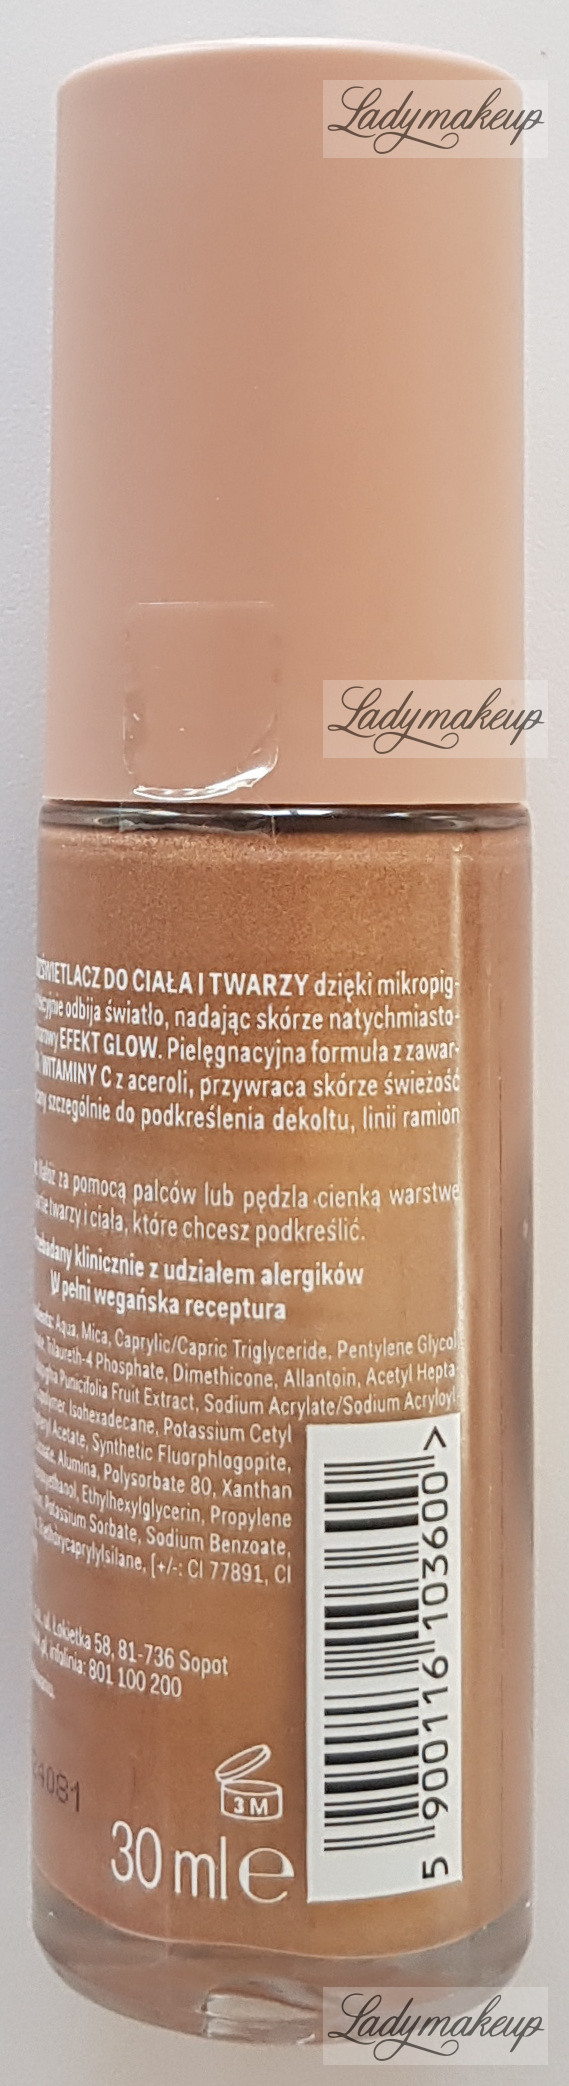 Ladymakeup
Ladymakeup
DO CIAŁA I TWARZY dzięki mikropig-
odbija światło, nadając skórze natychmiasto-
EFEKT GLOW. Pielęgnacyjna formuła z zawar-
WITAMINY C z aceroli, przywraca skórze świeżość
szczególnie do podkreślenia dekoltu, linii ramion
za pomocą palców lub pędzla cienką warstwę
twarzy i ciała, które chcesz podkreślić.
klinicznie z udziałem alergików
W pełni wegańska receptura
Aqua, Mica, Caprylic/Capric Triglyceride, Pentylene Glycol,
Trilaureth-4 Phosphate, Dimethicone, Allantoin, Acetyl Hepta-
Punicifolia Fruit Extract, Sodium Acrylate/Sodium Acryloyl-
Isohexadecane, Potassium Cetyl
Acetate, Synthetic Fluorphlogopite,
Alumina, Polysorbate 80, Xanthan
Ethylhexylglycerin, Propylene
Potassium Sorbate, Sodium Benzoate,
[+/-: CI 77891, CI
ul. Łokietka 58, 81-736 Sopot
infolinia: 801 100 200
4081
3 M
30 ml e
5 900116 103600 >
Ladymakeup